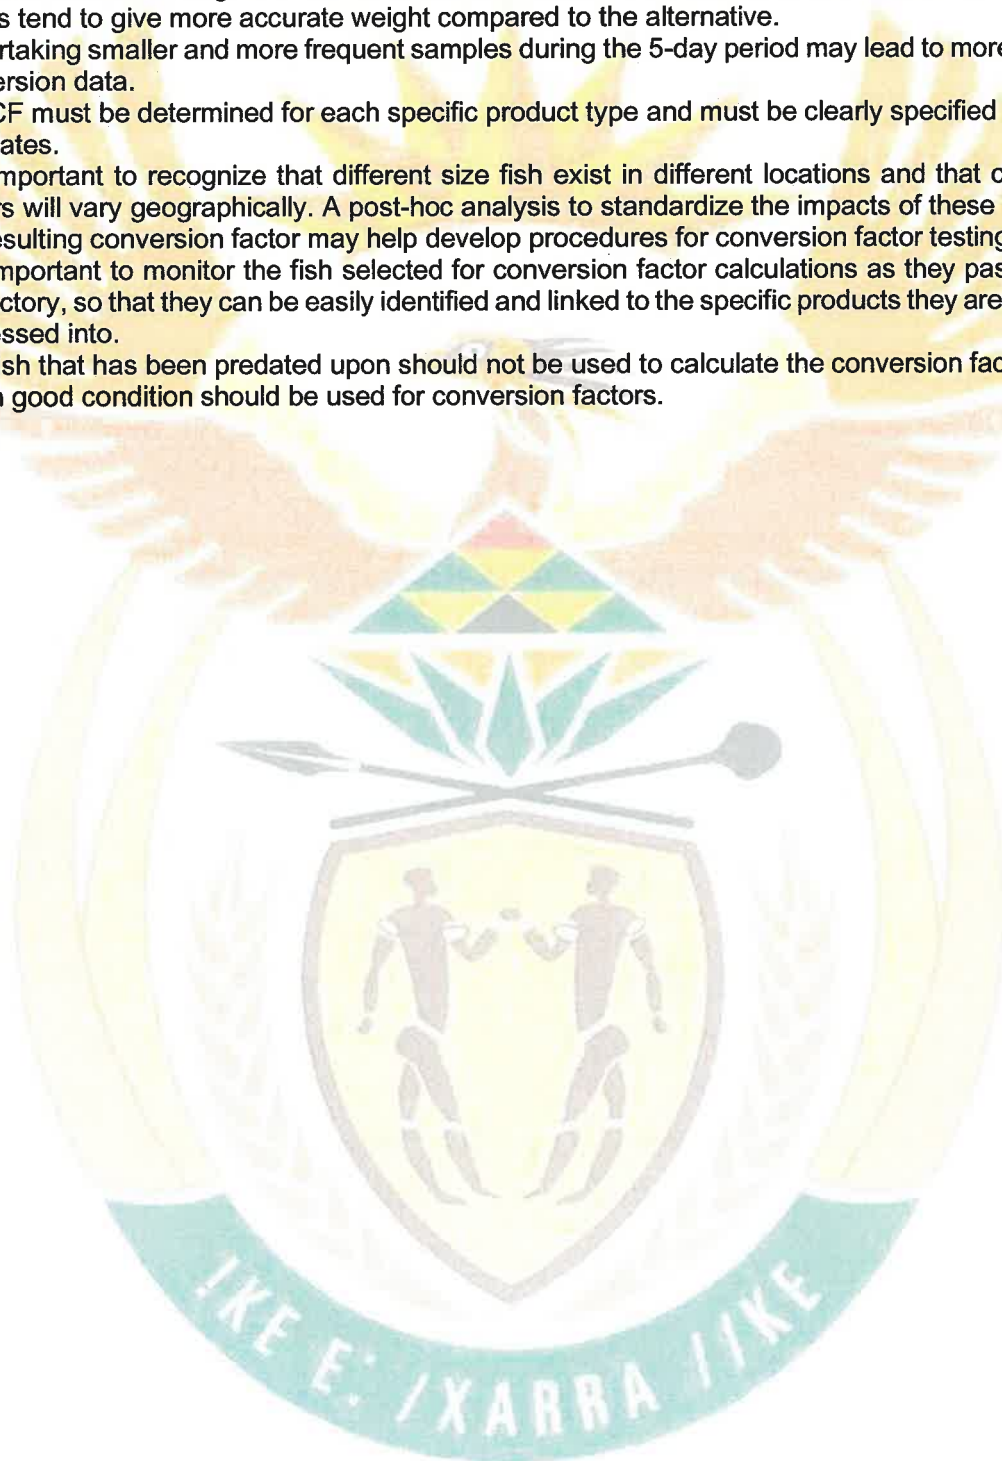 s tend to give more accurate weight compared to the alternative.
rtaking smaller and more frequent samples during the 5-day period may lead to more
ersion data.
CF must be determined for each specific product type and must be clearly specified
ates.
mportant to recognize that different size fish exist in different locations and that c
rs will vary geographically. A post-hoc analysis to standardize the impacts of these
esulting conversion factor may help develop procedures for conversion factor testing
mportant to monitor the fish selected for conversion factor calculations as they pas
ctory, so that they can be easily identified and linked to the specific products they are
essed into.
sh that has been predated upon should not be used to calculate the conversion fac
n good condition should be used for conversion factors.
!KE E: /XARRA //KE